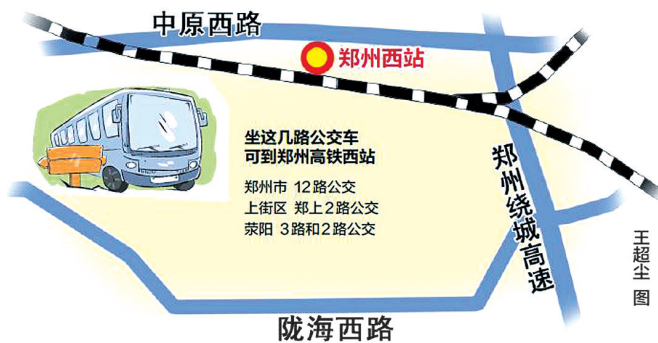 中原西路
郑州西站
坐这几路公交车
可到郑州高铁西站
郑州市 12路公交
上街区 郑上2路公交
荥阳 3路和2路公交
郑州绕城高速
王超尘 图
陇海西路